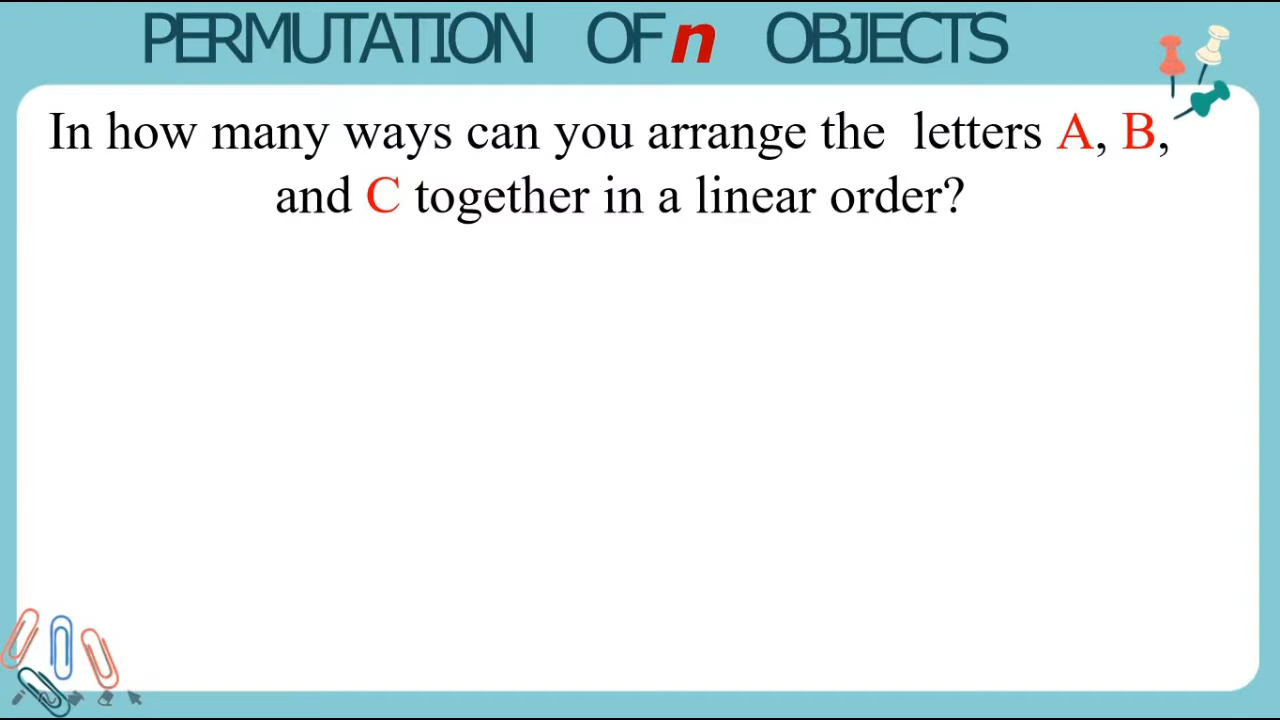 PERMUTATION OF n OBJECTS
In how many ways can you arrange the letters A, B,
and C together in a linear order?